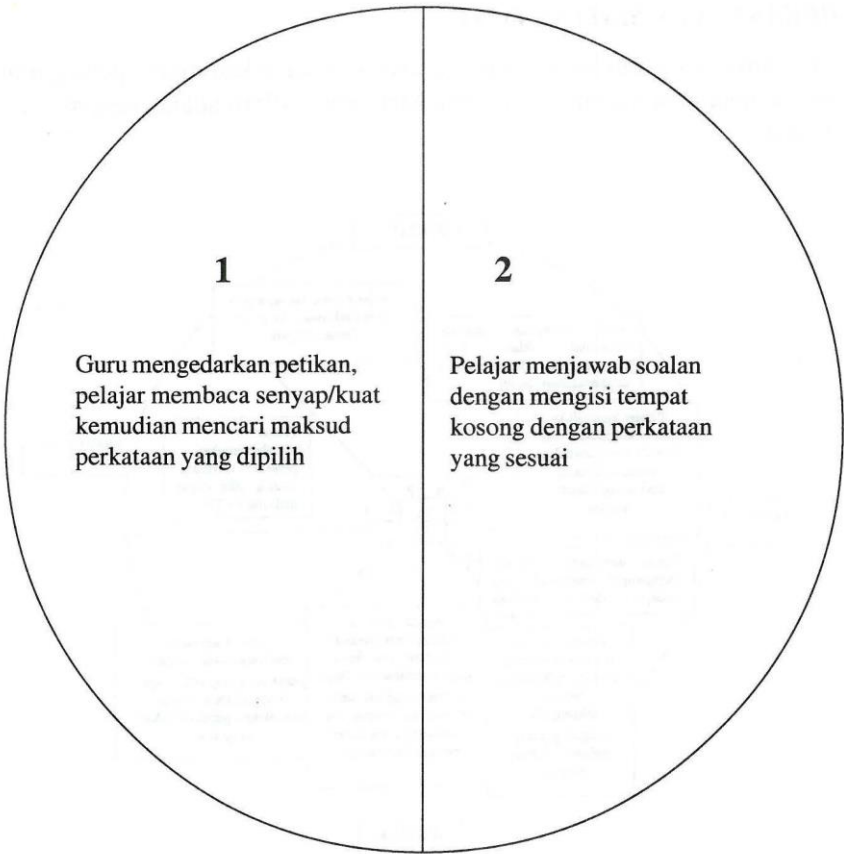 1
Guru mengedarkan petikan,
pelajar membaca senyap/kuat
kemudian mencari maksud
perkataan yang dipilih
2
Pelajar menjawab soalan
dengan mengisi tempat
kosong dengan perkataan
yang sesuai